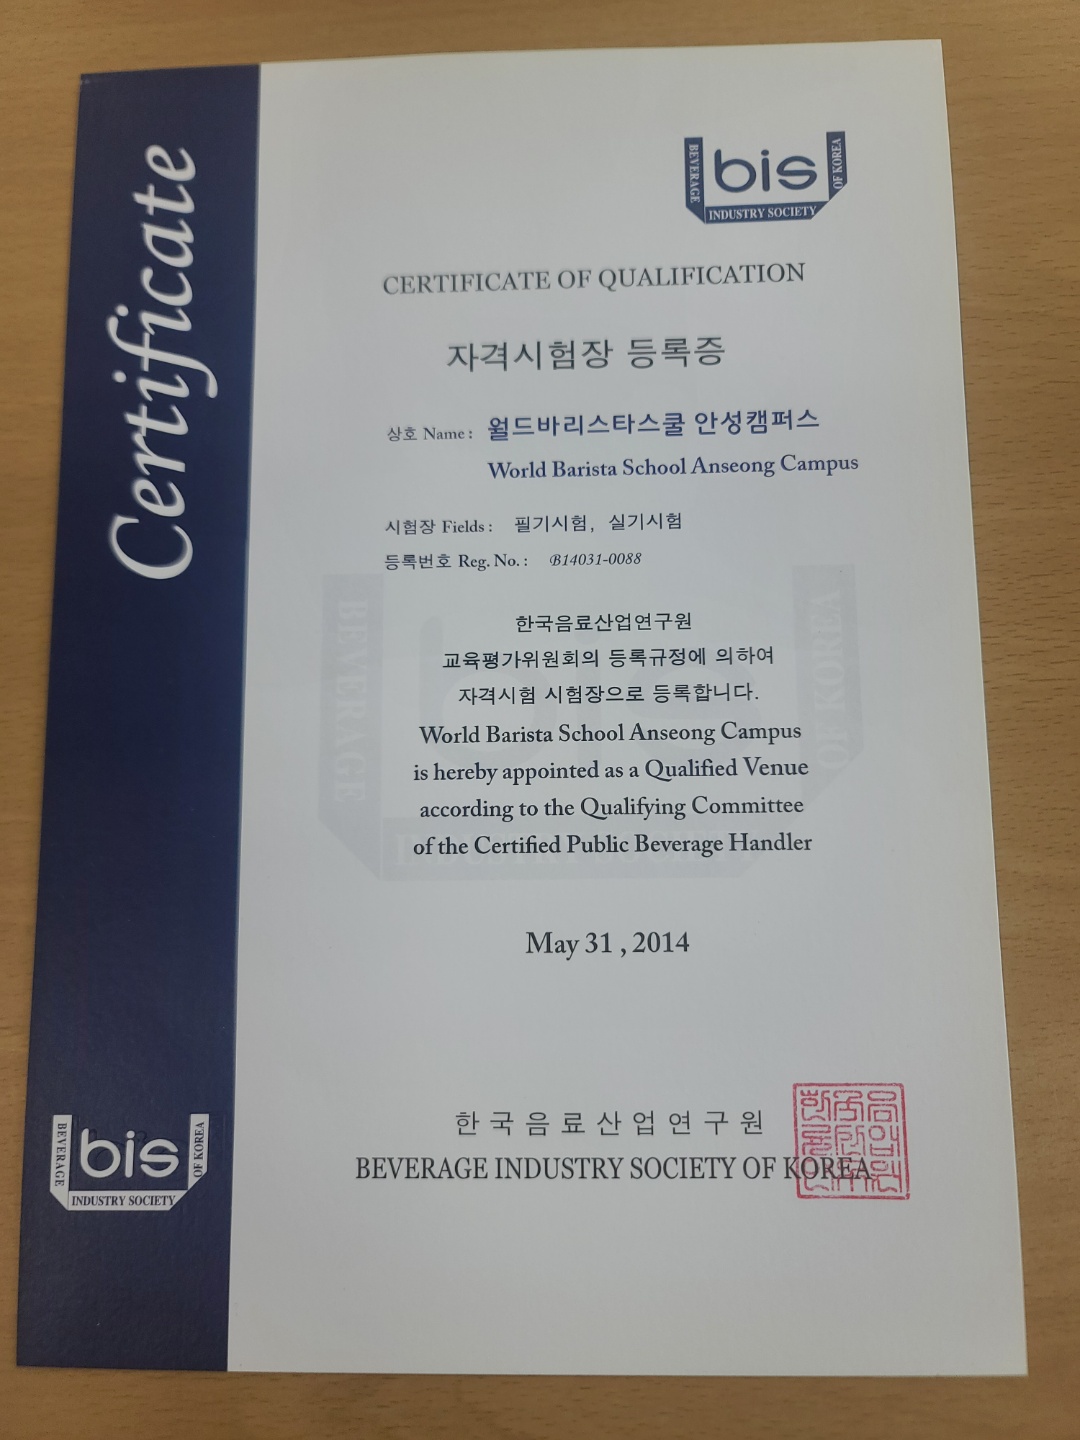 Certificate
BEVERAGE
bis
OF KOREA
INDUSTRY SOCIETY
CERTIFICATE OF QUALIFICATION
자격시험장 등록증
상호 Name : 월드바리스타스쿨 안성캠퍼스
World Barista School Anseong Campus
시험장 Fields : 필기시험, 실기시험
등록번호 Reg. No. : B14031-0088
한국음료산업연구원
교육평가위원회의 등록규정에 의하여
자격시험 시험장으로 등록합니다.
World Barista School Anseong Campus
is hereby appointed as a Qualified Venue
according to the Qualifying Committee
of the Certified Public Beverage Handler
May 31 , 2014
한국음료산업연구원
BEVERAGE INDUSTRY SOCIETY OF KOREA
BEVERAGE
bis
OF KOREA
INDUSTRY SOCIETY